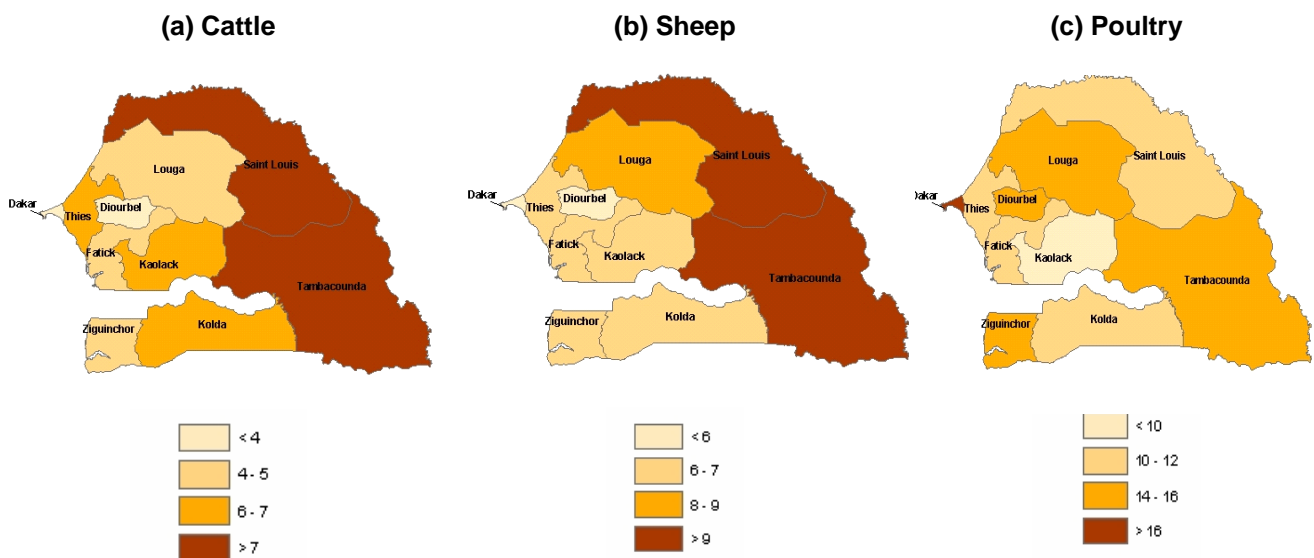 (a) Cattle
(b) Sheep
(c) Poultry
Louga
Saint Louis
Dakar
Thies
Diourbel
Fatick
Kaolack
Tambacounda
Ziguinchor
Kolda
< 4
4 - 5
6 - 7
> 7
Louga
Saint Louis
Dakar
Thies
Diourbel
Fatick
Kaolack
Tambacounda
Ziguinchor
Kolda
< 6
6 - 7
8 - 9
> 9
Louga
Saint Louis
Dakar
Thies
Diourbel
Fatick
Kaolack
Tambacounda
Ziguinchor
Kolda
< 10
10 - 12
14 - 16
> 16